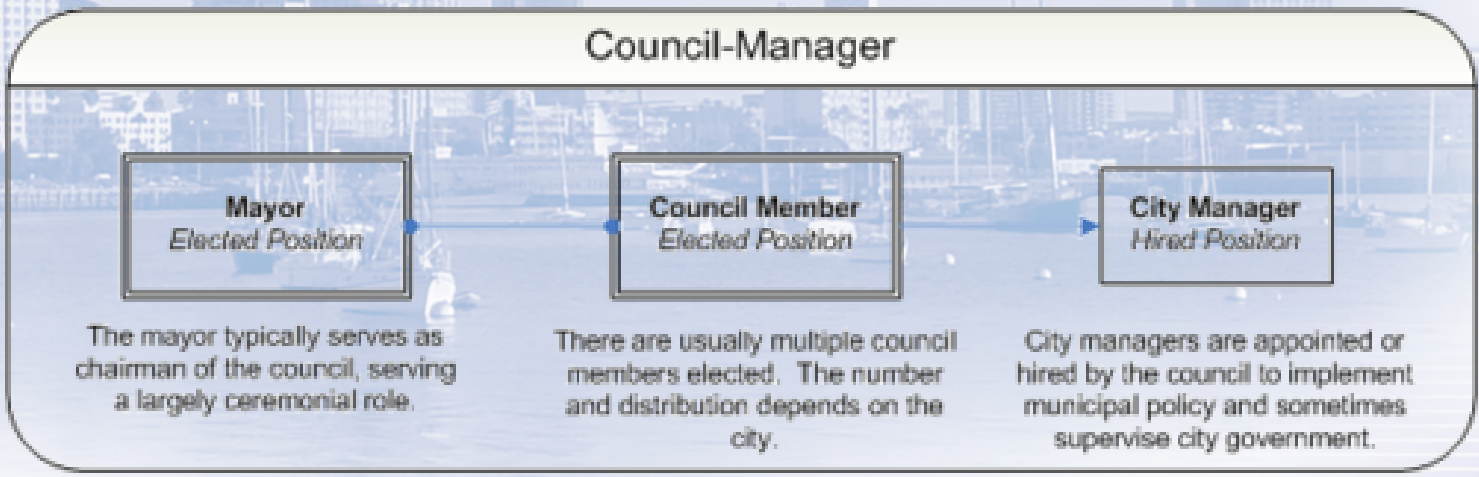 Council-Manager
Mayor
Elected Position
The mayor typically serves as
chairman of the council, serving
a largely ceremonial role.
Council Member
Elected Position
There are usually multiple council
members elected.  The number
and distribution depends on the
city.
City Manager
Hired Position
City managers are appointed or
hired by the council to implement
municipal policy and sometimes
supervise city government.